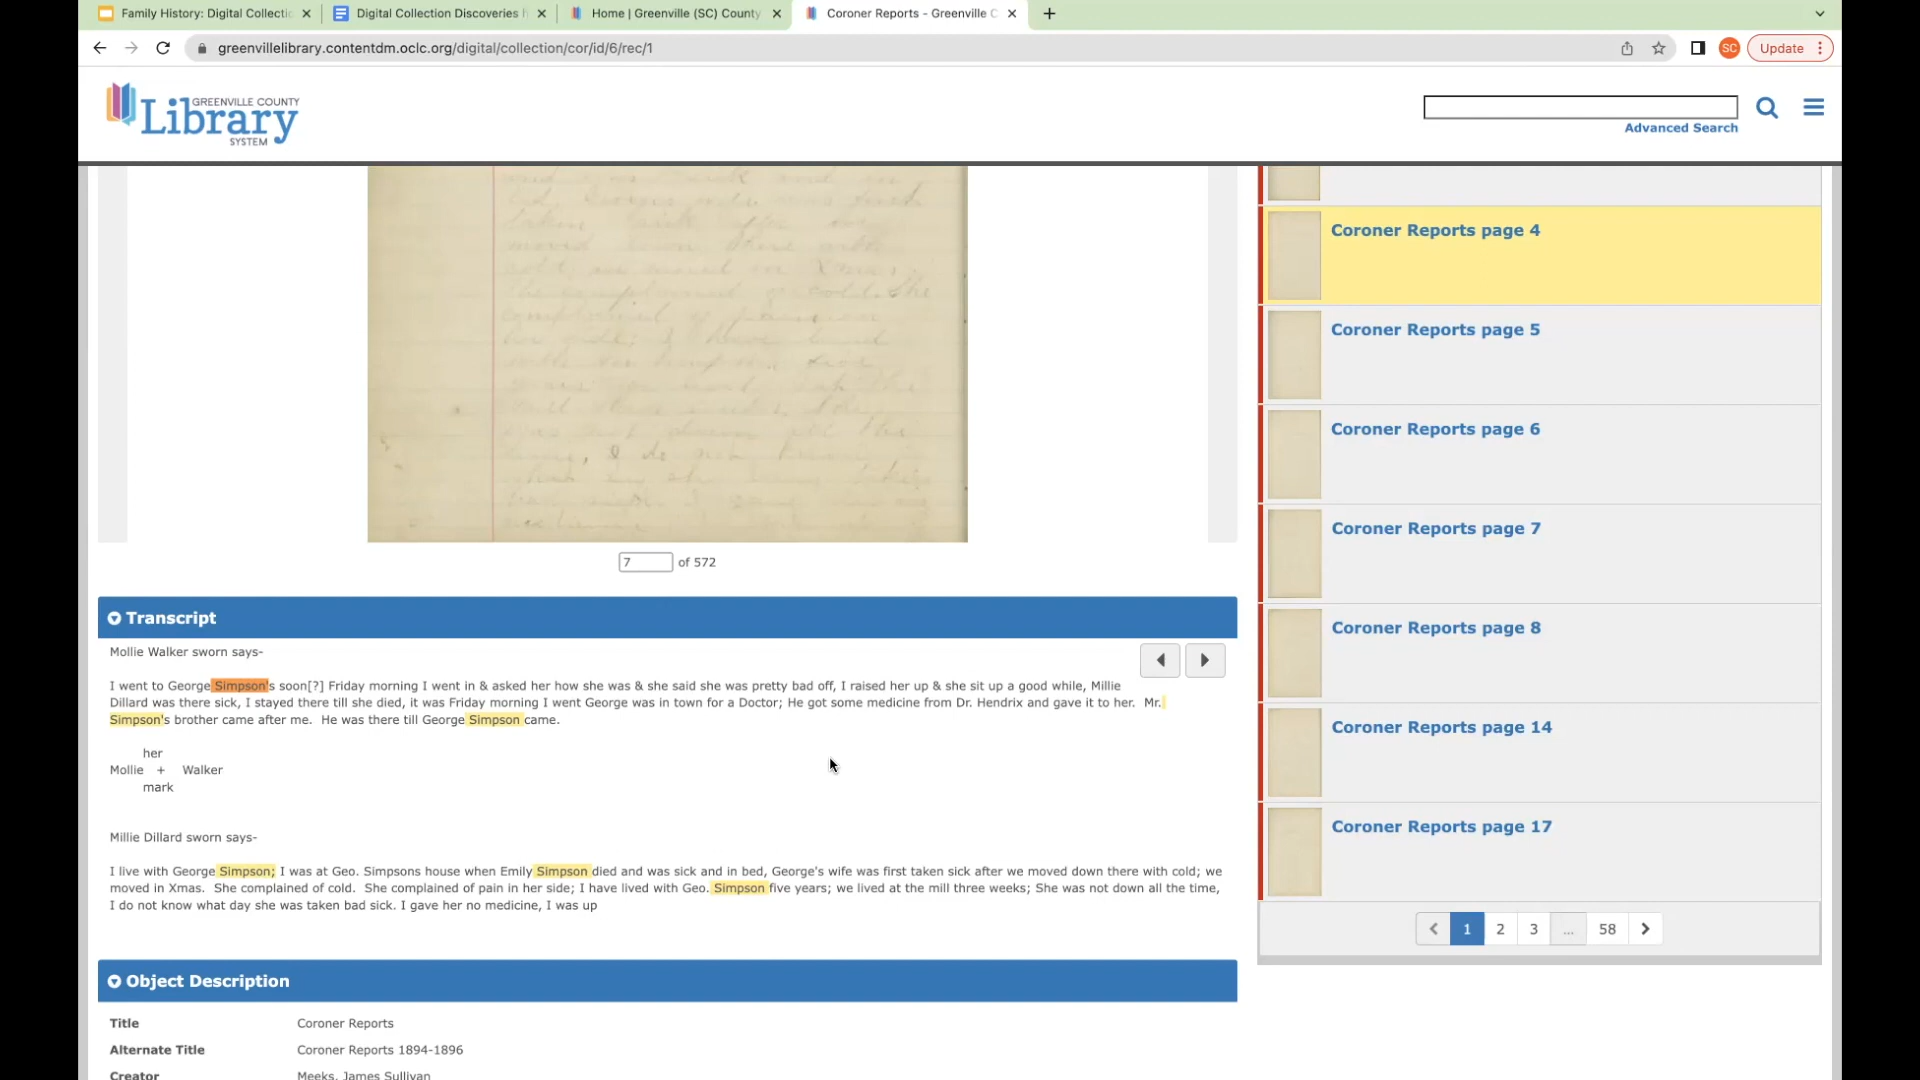 Family History: Digital Collectic
Digital Collection Discoveries
Home | Greenville (SC) County
Coroner Reports - Greenville C
greenvillelibrary.contentdm.oclc.org/digital/collection/cor/id/6/rec/1
SC
Update
GREENVILLE COUNTY
Library
SYSTEM
Advanced Search
7 of 572
Transcript
Mollie Walker sworn says-
I went to George Simpson's soon[?] Friday morning I went in & asked her how she was & she said she was pretty bad off, I raised her up & she sit up a good while, Millie
Dillard was there sick, I stayed there till she died, it was Friday morning I went George was in town for a Doctor; He got some medicine from Dr. Hendrix and gave it to her. Mr.
Simpson's brother came after me. He was there till George Simpson came.
her
Mollie + Walker
mark
Millie Dillard sworn says-
I live with George Simpson; I was at Geo. Simpsons house when Emily Simpson died and was sick and in bed, George's wife was first taken sick after we moved down there with cold; we
moved in Xmas. She complained of cold. She complained of pain in her side; I have lived with Geo. Simpson five years; we lived at the mill three weeks; She was not down all the time,
I do not know what day she was taken bad sick. I gave her no medicine, I was up
Object Description
Title Coroner Reports
Alternate Title Coroner Reports 1894-1896
Creator Meeks, James Sullivan
Coroner Reports page 4
Coroner Reports page 5
Coroner Reports page 6
Coroner Reports page 7
Coroner Reports page 8
Coroner Reports page 14
Coroner Reports page 17
1 2 3 ... 58